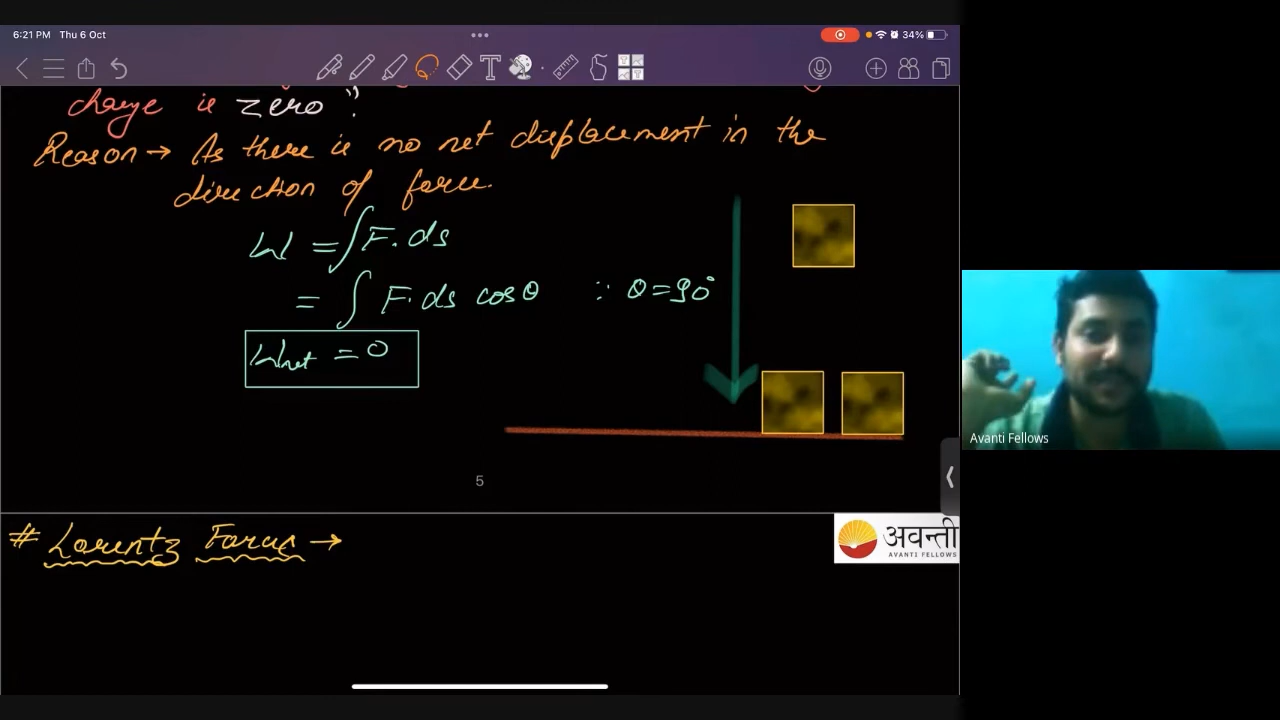 6:21 PM Thu 6 Oct
34%
charge is zero"?
Reason → As there is no net displacement in the
direction of force.
W = ∫F.ds
= ∫ F.ds cosθ ∵ θ=90°
Wnet = 0
5
# Lorentz Force →
अवन्ती
AVANTI FELLOWS
Avanti Fellows